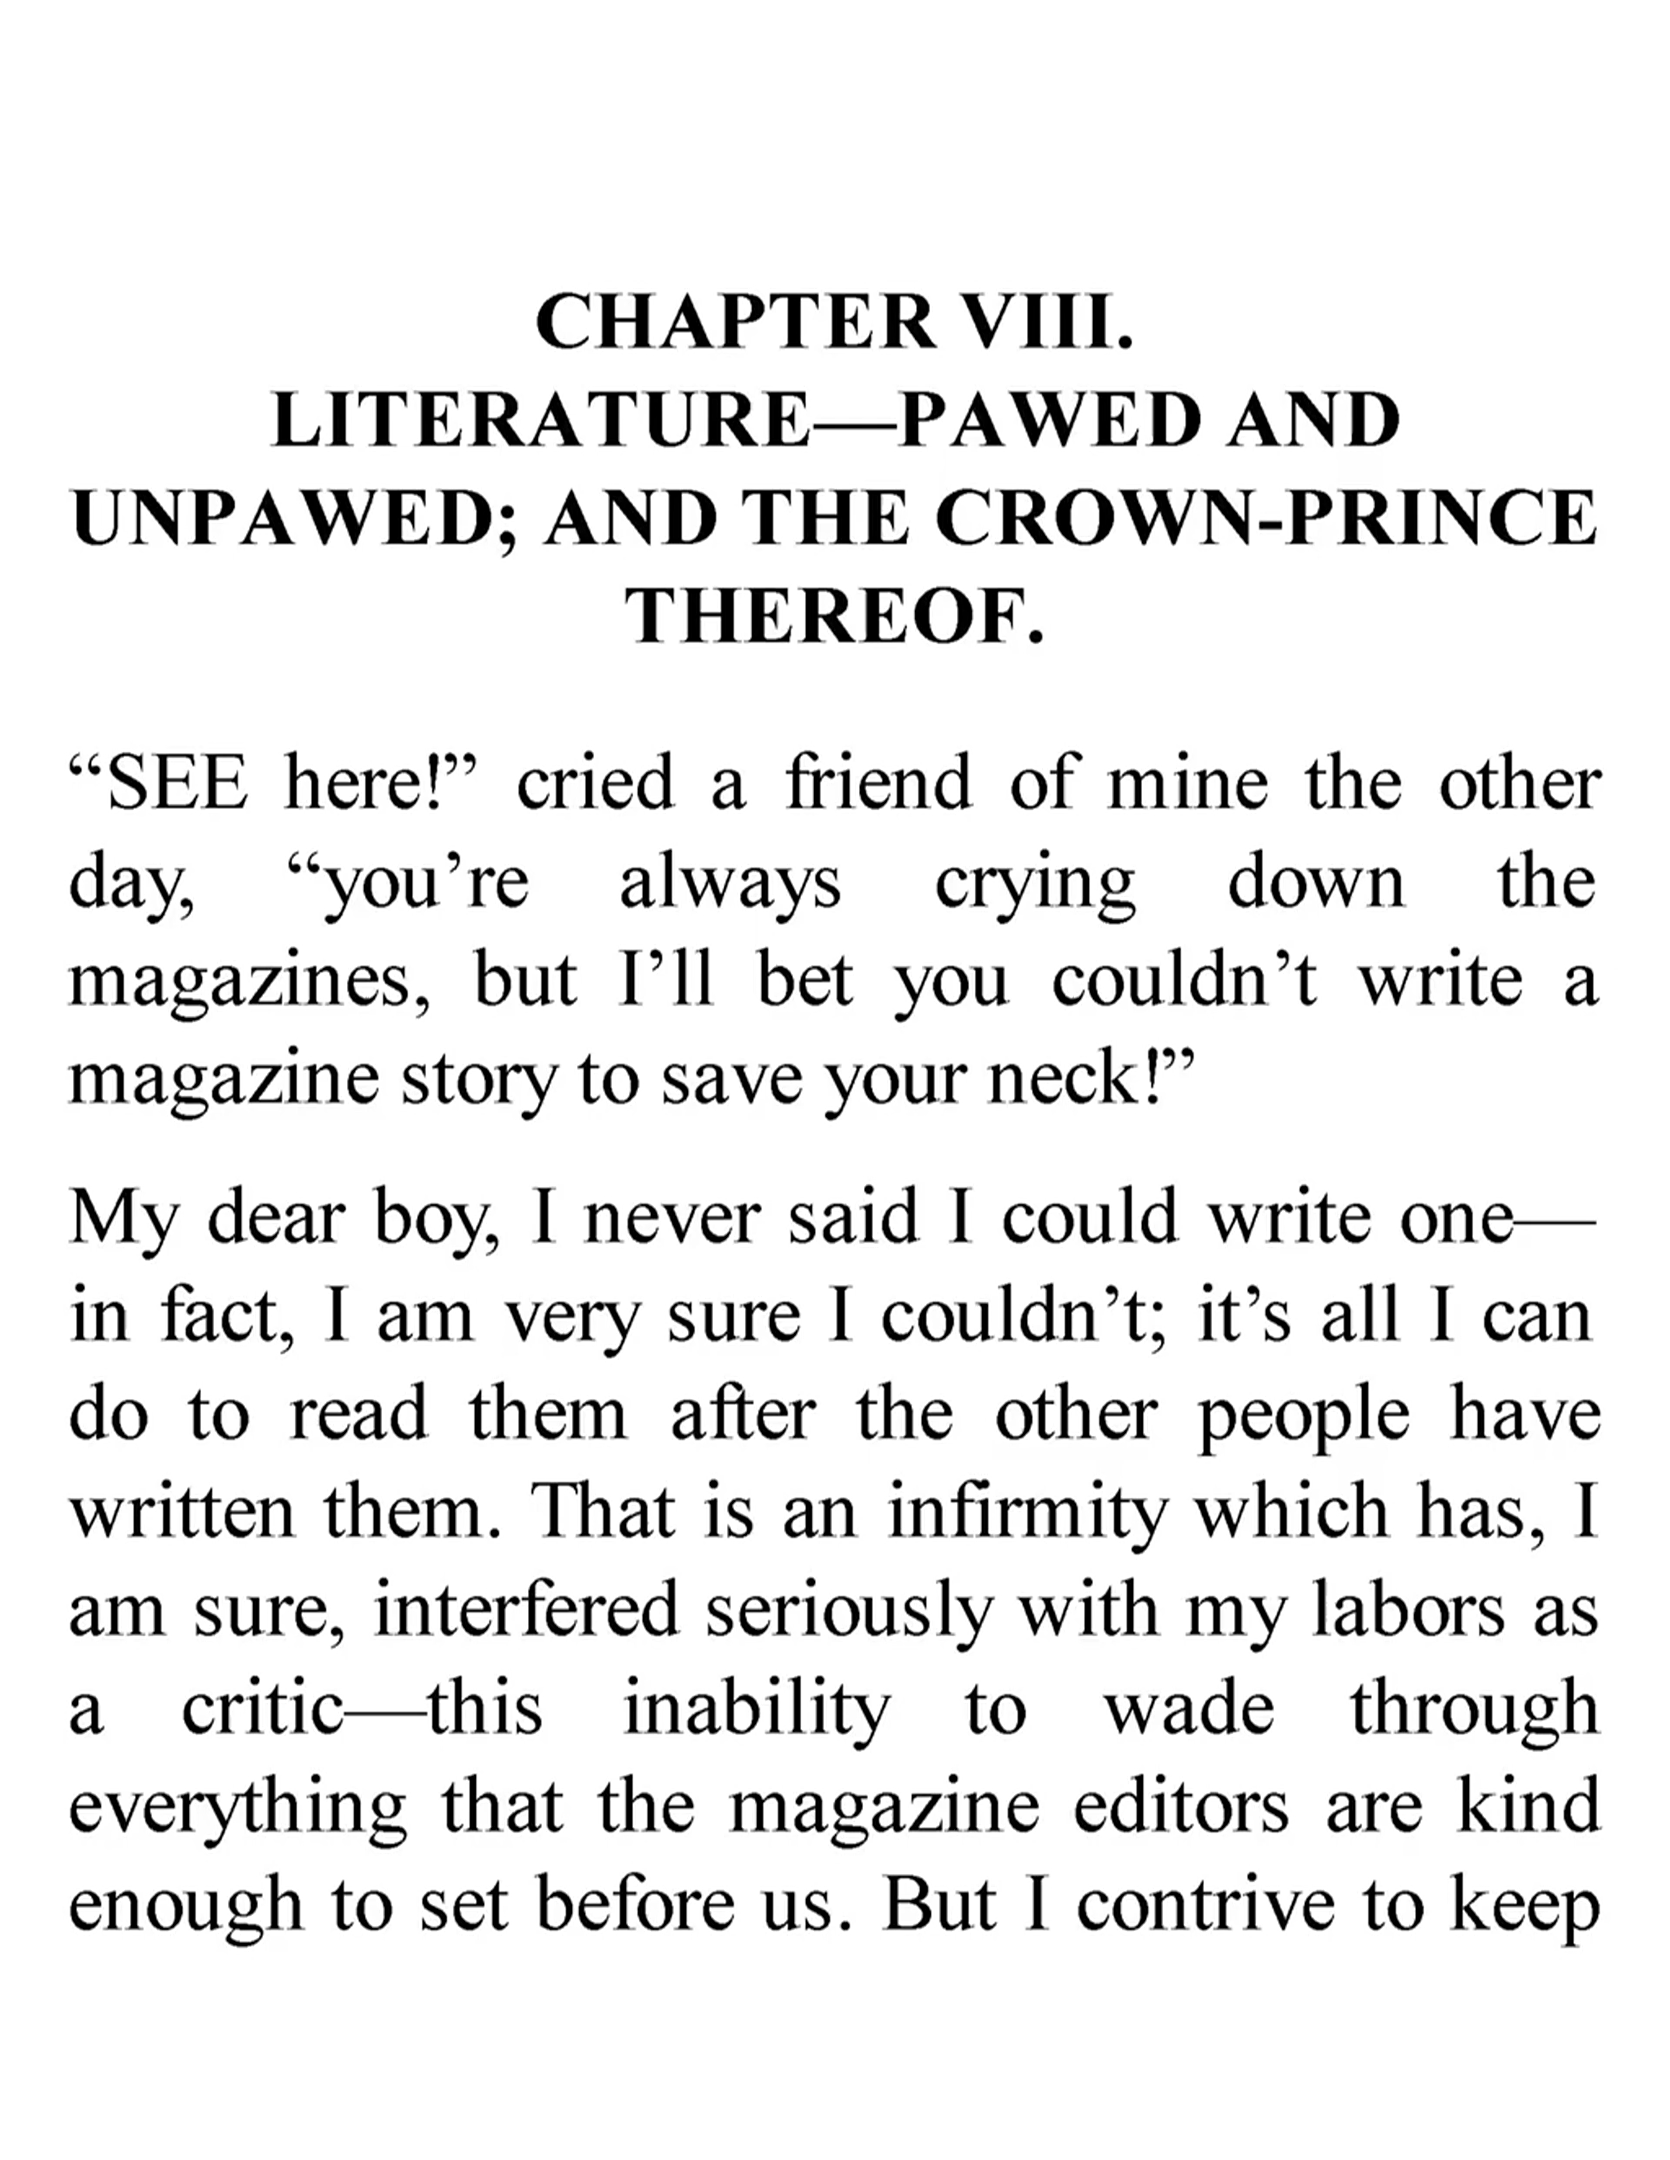 CHAPTER VIII.
LITERATURE—PAWED AND
UNPAWED; AND THE CROWN-PRINCE
THEREOF.
“SEE here!” cried a friend of mine the other
day, “you’re always crying down the
magazines, but I’ll bet you couldn’t write a
magazine story to save your neck!”
My dear boy, I never said I could write one—
in fact, I am very sure I couldn’t; it’s all I can
do to read them after the other people have
written them. That is an infirmity which has, I
am sure, interfered seriously with my labors as
a critic—this inability to wade through
everything that the magazine editors are kind
enough to set before us. But I contrive to keep